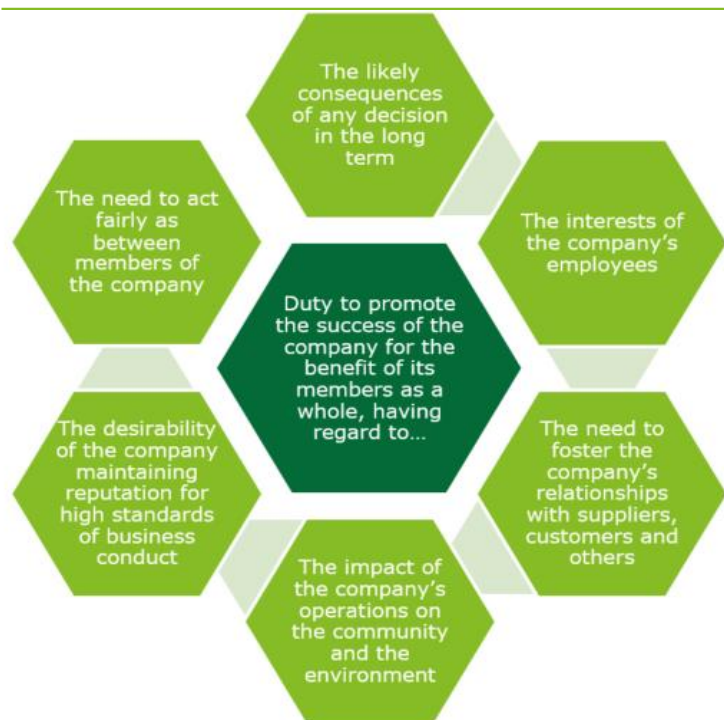 The likely
consequences
of any decision
in the long
term
The interests of
the company's
employees
The need to
foster the
company's
relationships
with suppliers,
customers and
others
The impact of
the company's
operations on
the community
and the
environment
The desirability
of the company
maintaining
reputation for
high standards
of business
conduct
The need to act
fairly as
between
members of
the company
Duty to promote
the success of the
company for the
benefit of its
members as a
whole, having
regard to...